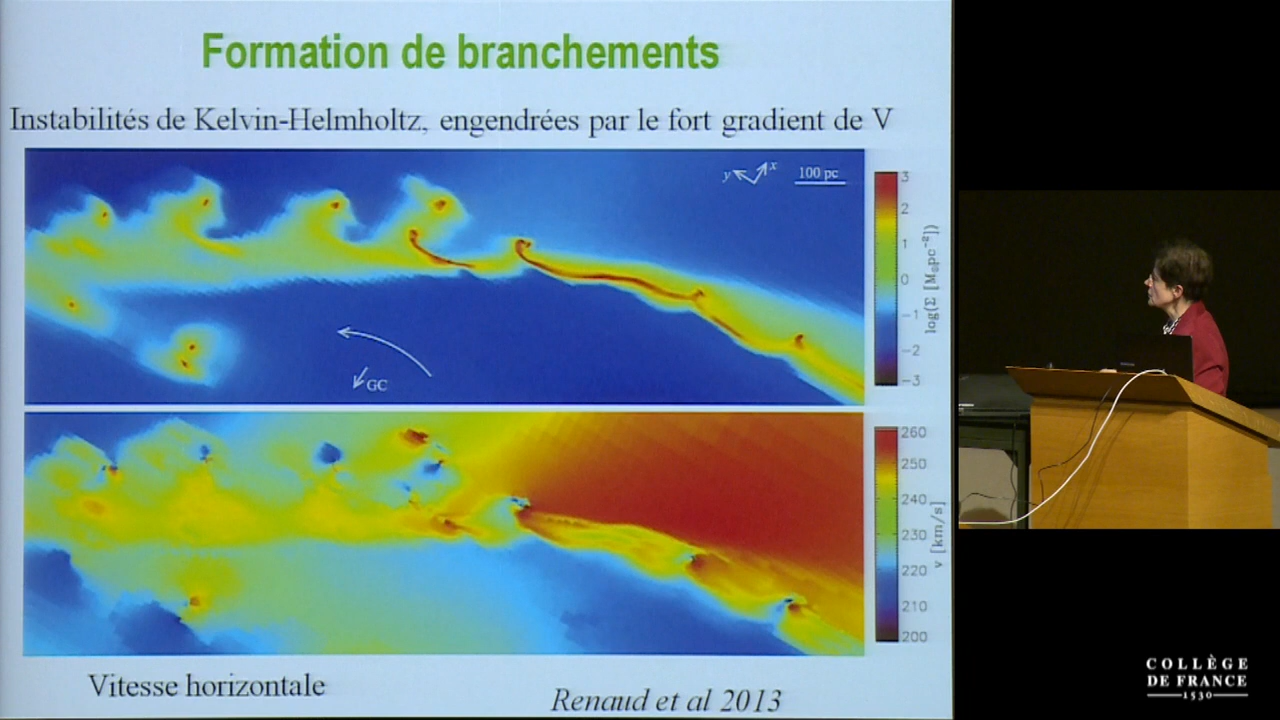 Formation de branchements
Instabilités de Kelvin-Helmholtz, engendrées par le fort gradient de V
y x 100 pc
3
2
1
0
−1
−2
−3
log(Σ [M⊙pc⁻²])
GC
260
250
240
230
220
210
200
v [km/s]
Vitesse horizontale
Renaud et al 2013
COLLÈGE
DE FRANCE
1530